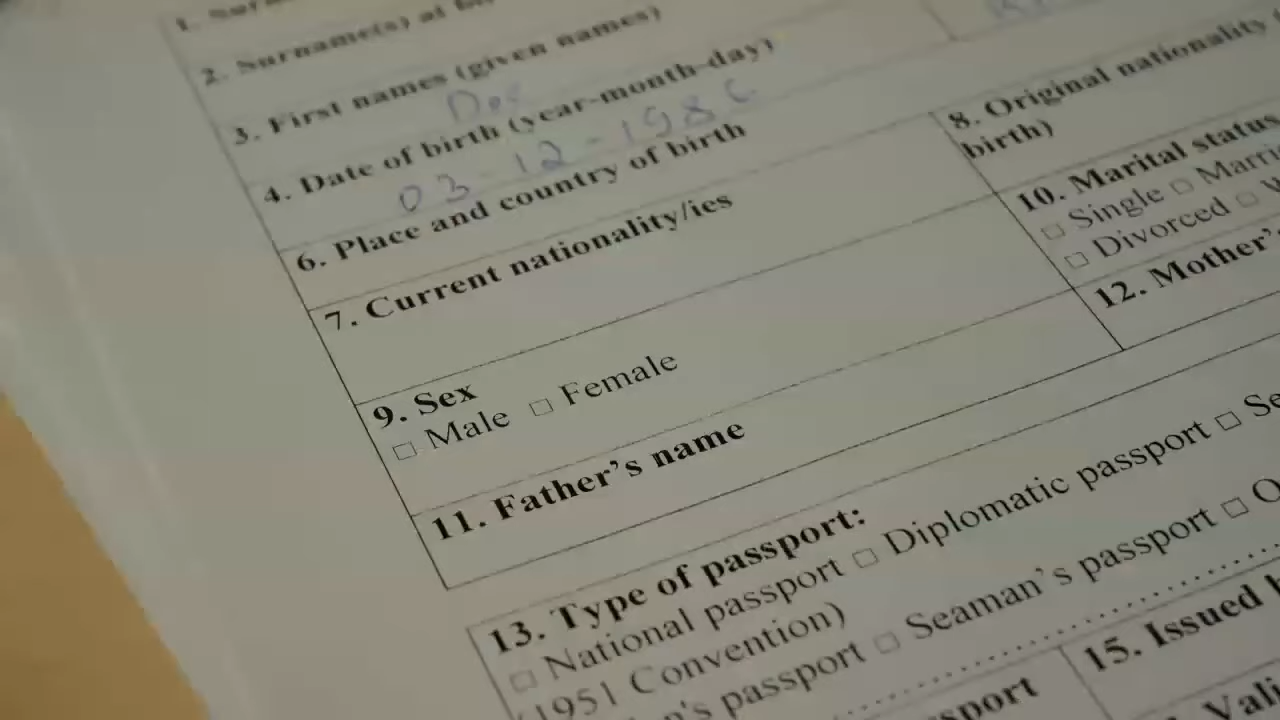 2. Surname(s) at
3. First names (given names)
Doe
4. Date of birth (year-month-day)
03-12-1986
6. Place and country of birth
7. Current nationality/ies
8. Original nationality
birth)
9. Sex
□ Male □ Female
10. Marital status
□ Single □
□ Divorced □
11. Father's name
12. Mother's
13. Type of passport:
□ National passport □ Diplomatic passport □
(1951 Convention)
passport □ Seaman's passport □
15. Issued